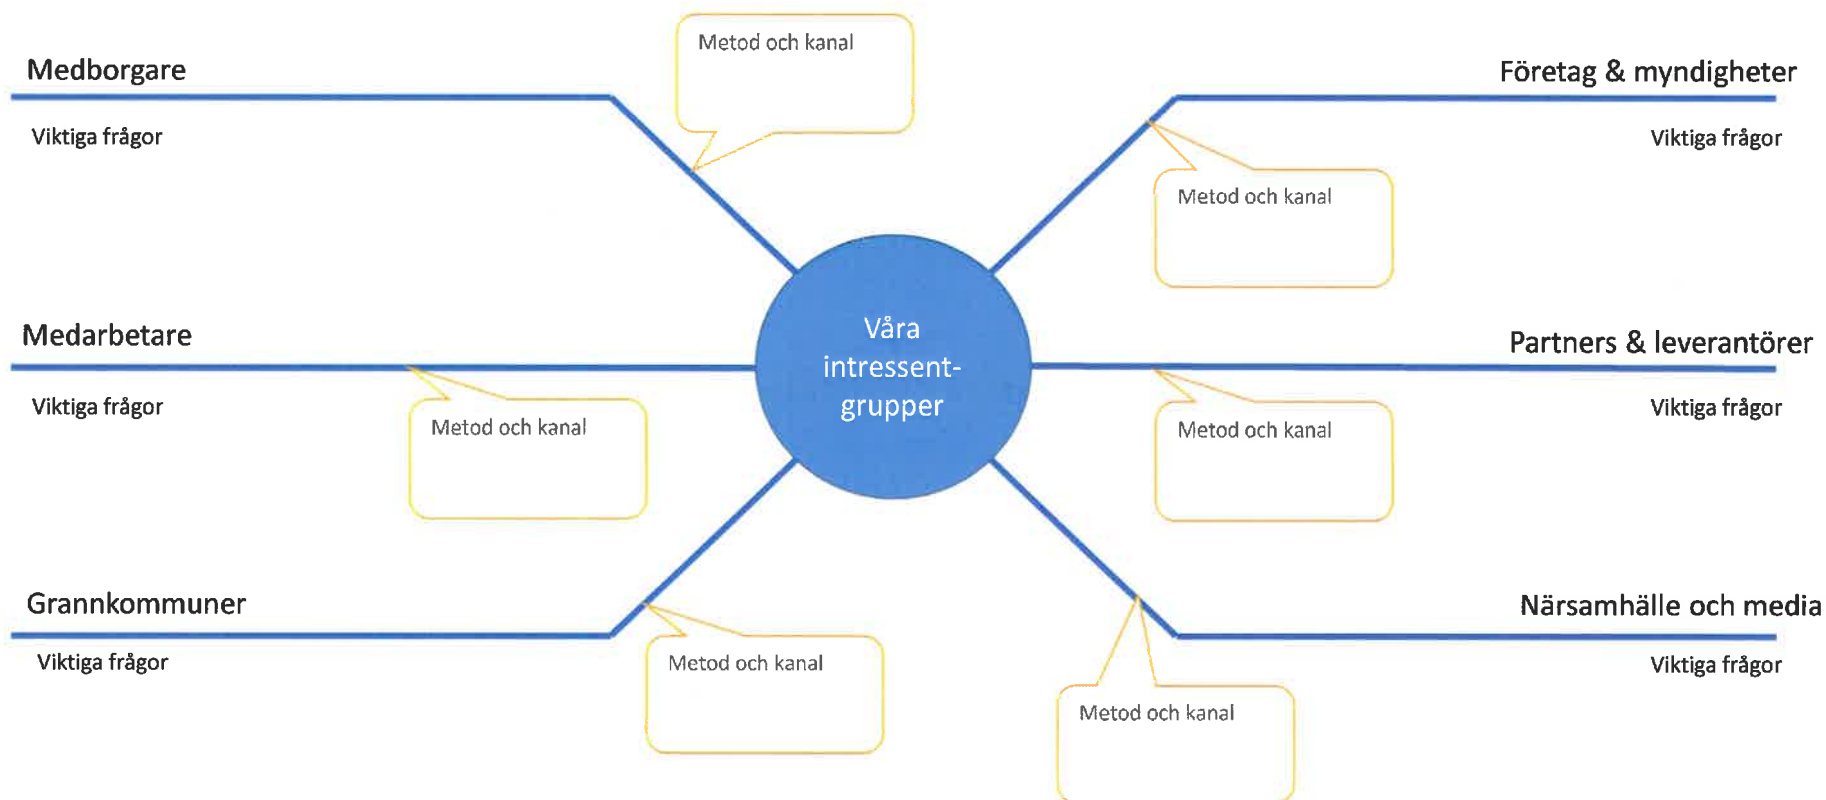 Metod och kanal
Medborgare
Företag & myndigheter
Viktiga frågor
Viktiga frågor
Metod och kanal
Våra
intressent-
grupper
Medarbetare
Partners & leverantörer
Viktiga frågor
Viktiga frågor
Metod och kanal
Metod och kanal
Grannkommuner
Närsamhälle och media
Viktiga frågor
Metod och kanal
Viktiga frågor
Metod och kanal